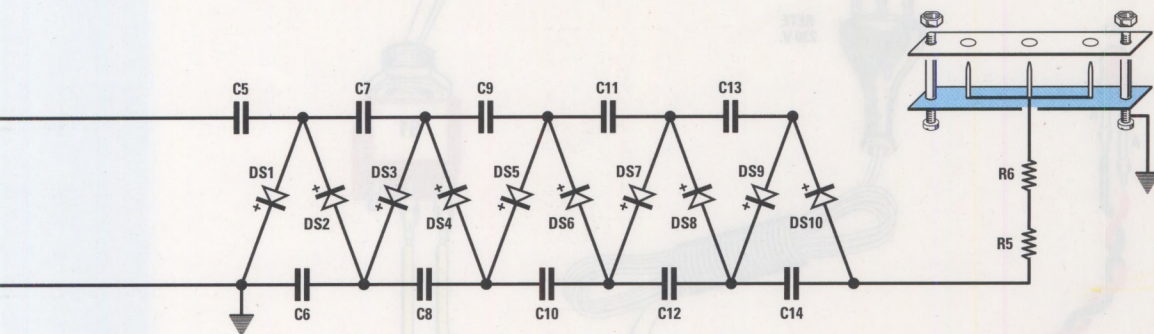 C5 C7 C9 C11 C13
DS1 DS3 DS5 DS7 DS9
+ + + + + + + + + +
DS2 DS4 DS6 DS8 DS10
C6 C8 C10 C12 C14
R6
R5